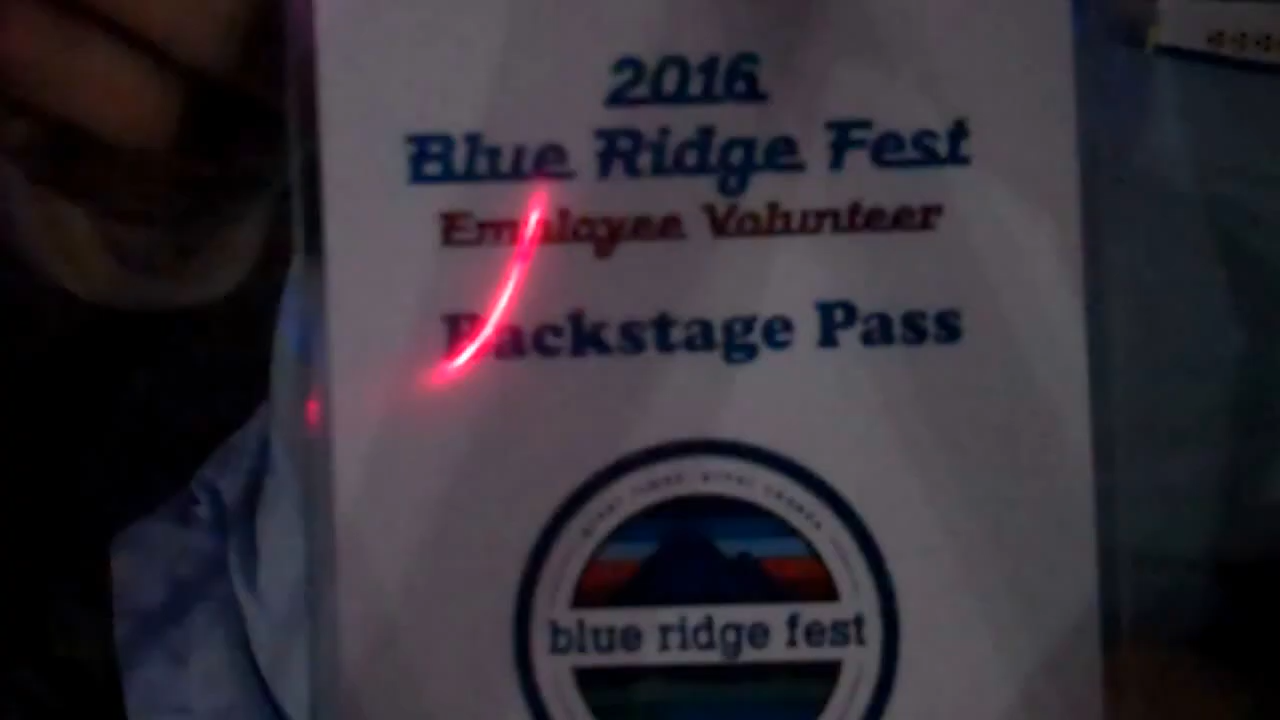 2016
Blue Ridge Fest
Employee Volunteer
Backstage Pass
blue ridge fest